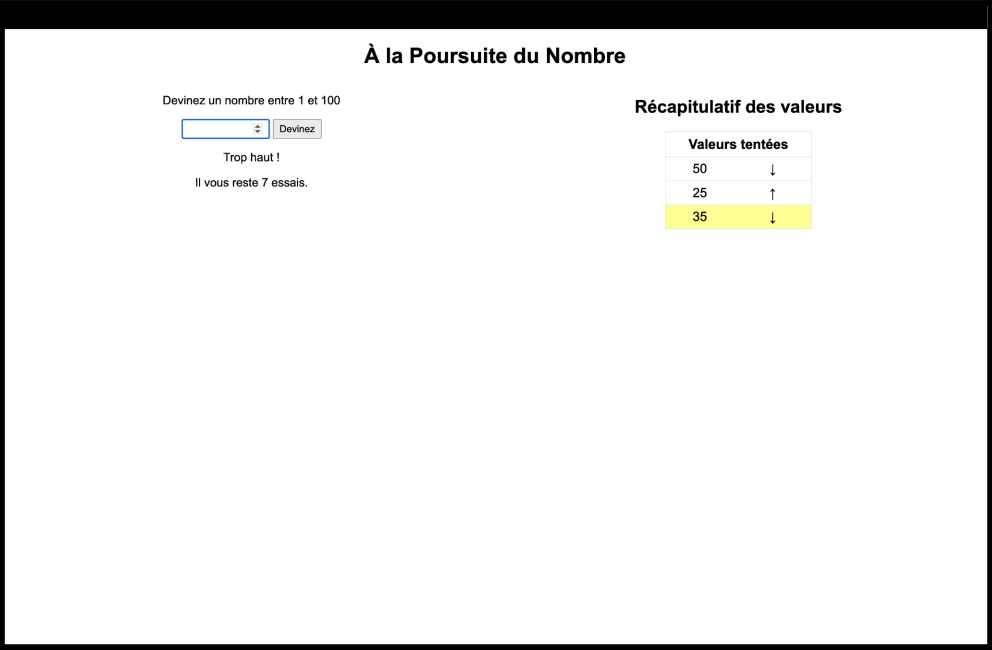 À la Poursuite du Nombre
Devinez un nombre entre 1 et 100
Devinez
Trop haut !
Il vous reste 7 essais.
Récapitulatif des valeurs
Valeurs tentées
50 ↓
25 ↑
35 ↓